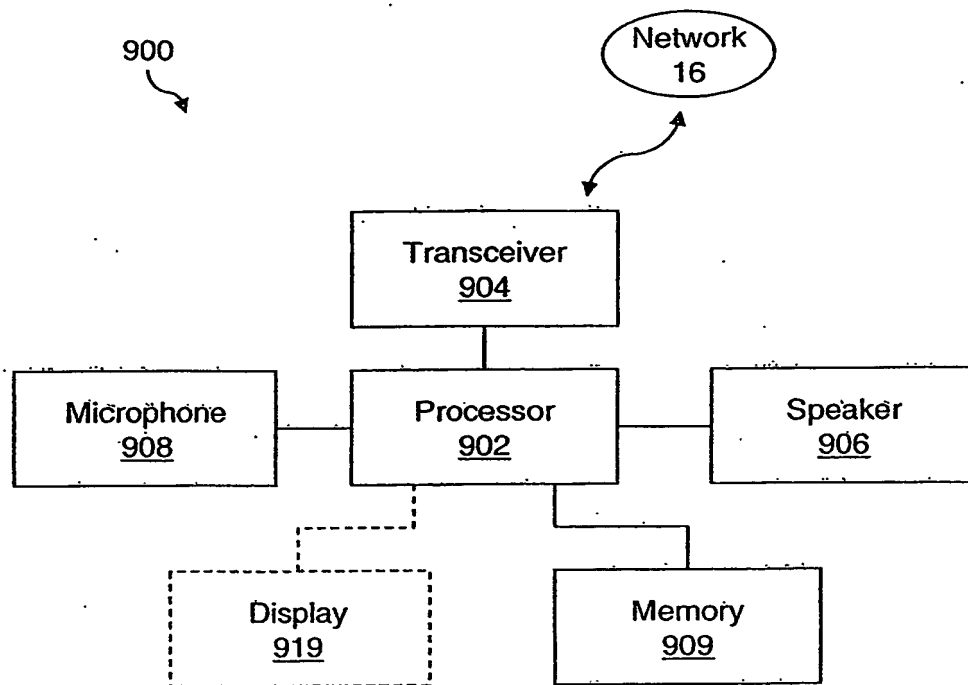 900
Network
16
Transceiver
904
Microphone
908
Processor
902
Speaker
906
Display
919
Memory
909